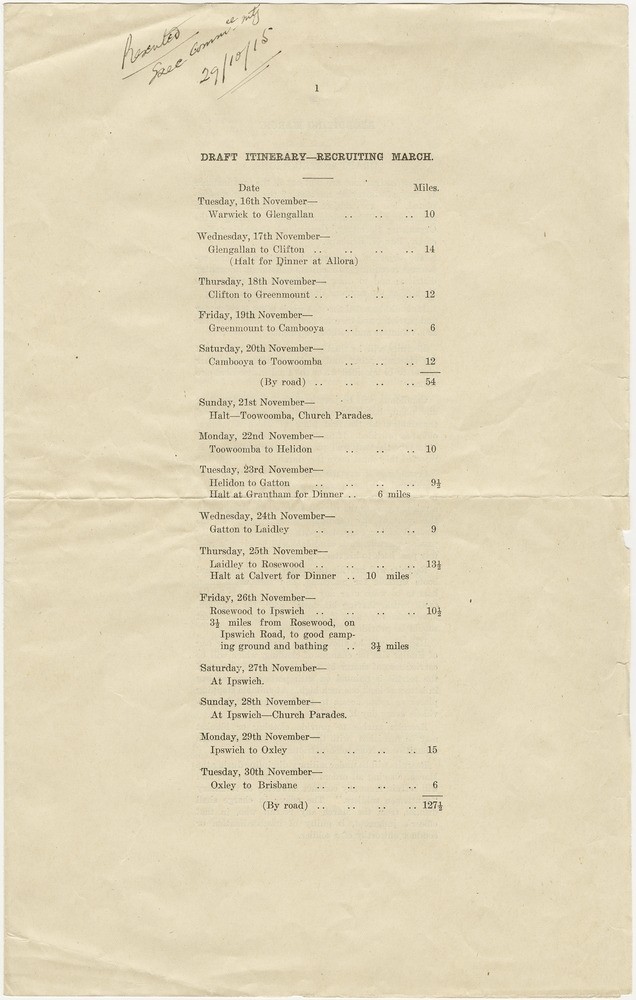 Presented
Exec Committy
29/10/15
1
DRAFT ITINERARY—RECRUITING MARCH.
Date Miles.
Tuesday, 16th November—
Warwick to Glengallan .. .. .. 10
Wednesday, 17th November—
Glengallan to Clifton .. .. .. .. 14
(Halt for Dinner at Allora)
Thursday, 18th November—
Clifton to Greenmount .. .. .. .. 12
Friday, 19th November—
Greenmount to Cambooya .. .. .. 6
Saturday, 20th November—
Cambooya to Toowoomba .. .. .. 12
(By road) .. .. .. .. 54
Sunday, 21st November—
Halt—Toowoomba, Church Parades.
Monday, 22nd November—
Toowoomba to Helidon .. .. .. 10
Tuesday, 23rd November—
Helidon to Gatton .. .. .. .. 9½
Halt at Grantham for Dinner .. 6 miles
Wednesday, 24th November—
Gatton to Laidley .. .. .. .. 9
Thursday, 25th November—
Laidley to Rosewood .. .. .. .. 13½
Halt at Calvert for Dinner .. 10 miles
Friday, 26th November—
Rosewood to Ipswich .. .. .. .. 10½
3½ miles from Rosewood, on
Ipswich Road, to good camp-
ing ground and bathing .. 3½ miles
Saturday, 27th November—
At Ipswich.
Sunday, 28th November—
At Ipswich—Church Parades.
Monday, 29th November—
Ipswich to Oxley .. .. .. .. 15
Tuesday, 30th November—
Oxley to Brisbane .. .. .. .. 6
(By road) .. .. .. .. 127½